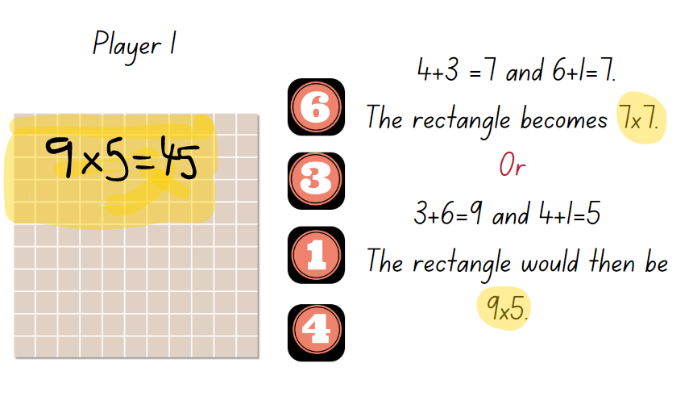 Player 1
9x5=45
6
3
1
4
4+3 =7 and 6+1=7.
The rectangle becomes 7x7.
Or
3+6=9 and 4+1=5
The rectangle would then be
9x5.